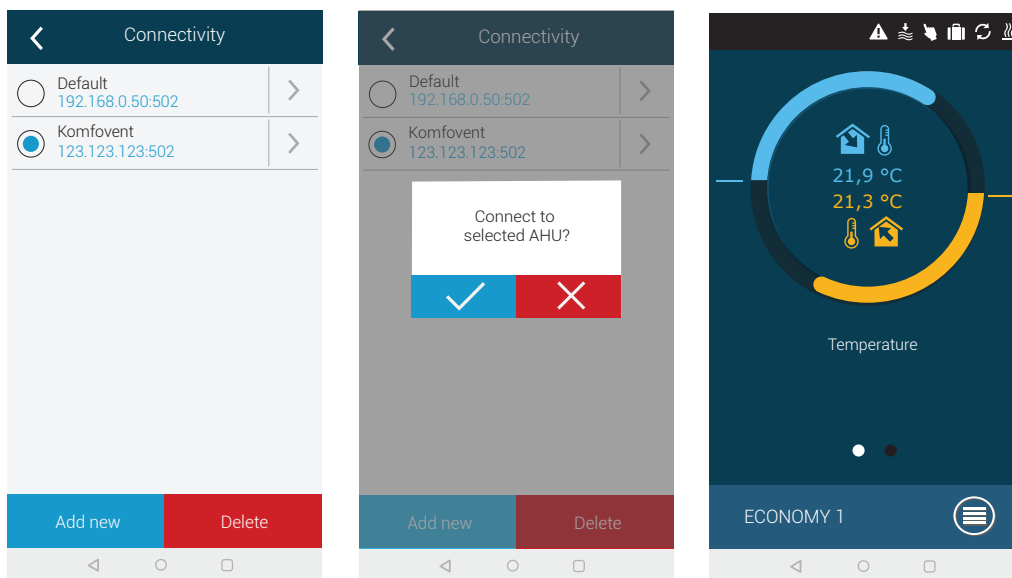 Connectivity
Default
192.168.0.50:502
Komfovent
123.123.123:502
Add new
Delete
Connectivity
Default
192.168.0.50:502
Komfovent
123.123.123:502
Connect to
selected AHU?
Add new
Delete
21,9 °C
21,3 °C
Temperature
ECONOMY 1